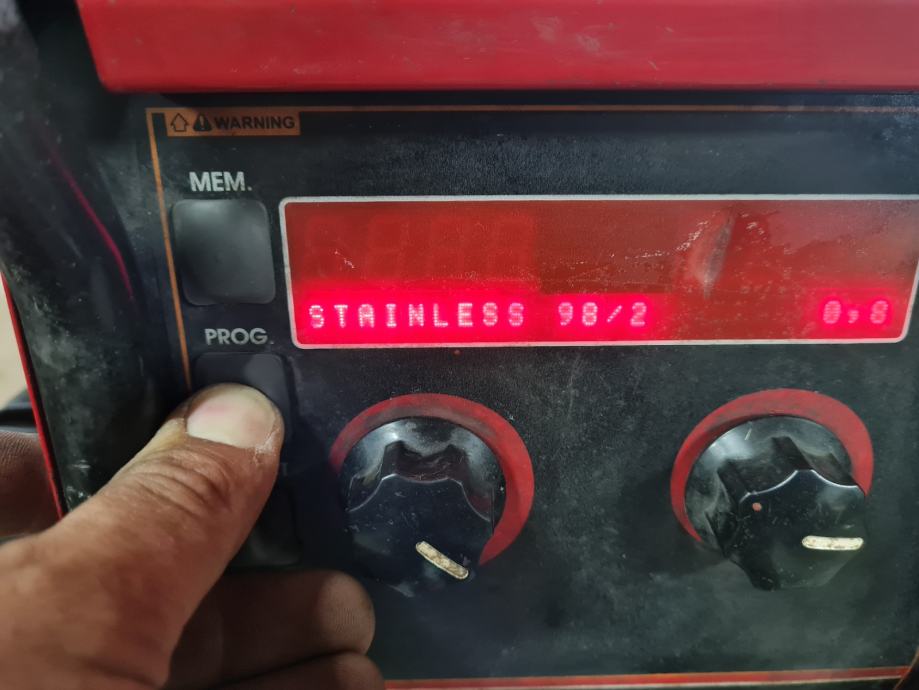 WARNING
MEM.
STAINLESS 98/2 0,8
PROG.